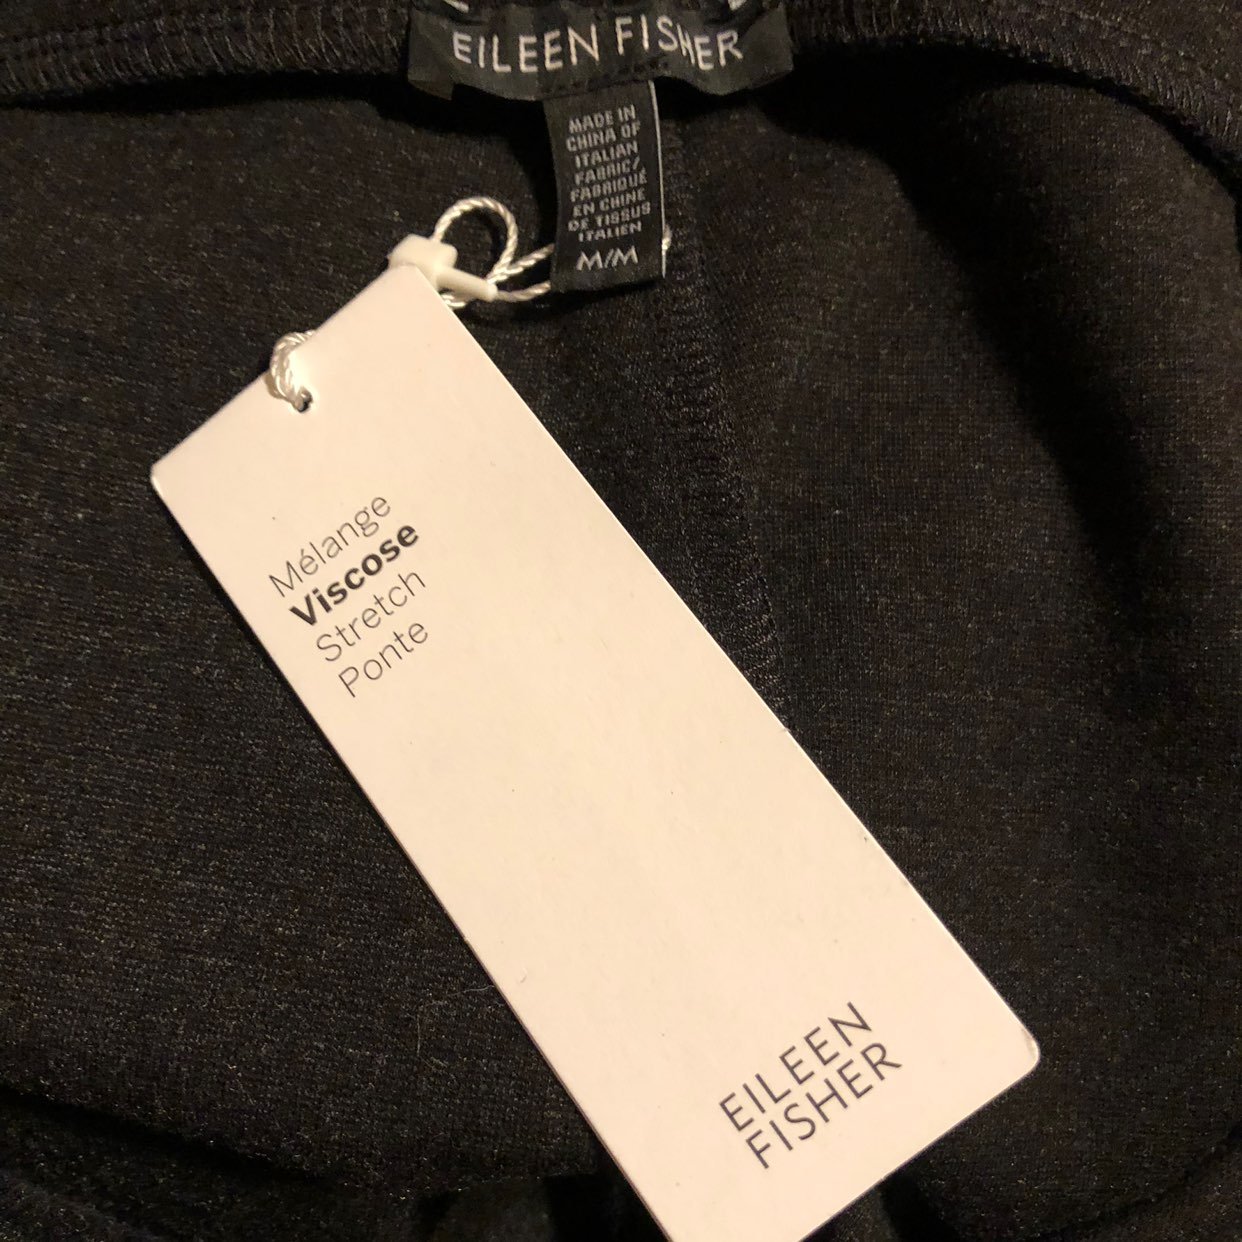 EILEEN FISHER
MADE IN
CHINA OF
ITALIAN
FABRIC/
FABRIQUÉ
EN CHINE
DE TISSUS
ITALIEN
M/M
Mélange
Viscose
Stretch
Ponte
EILEEN
FISHER